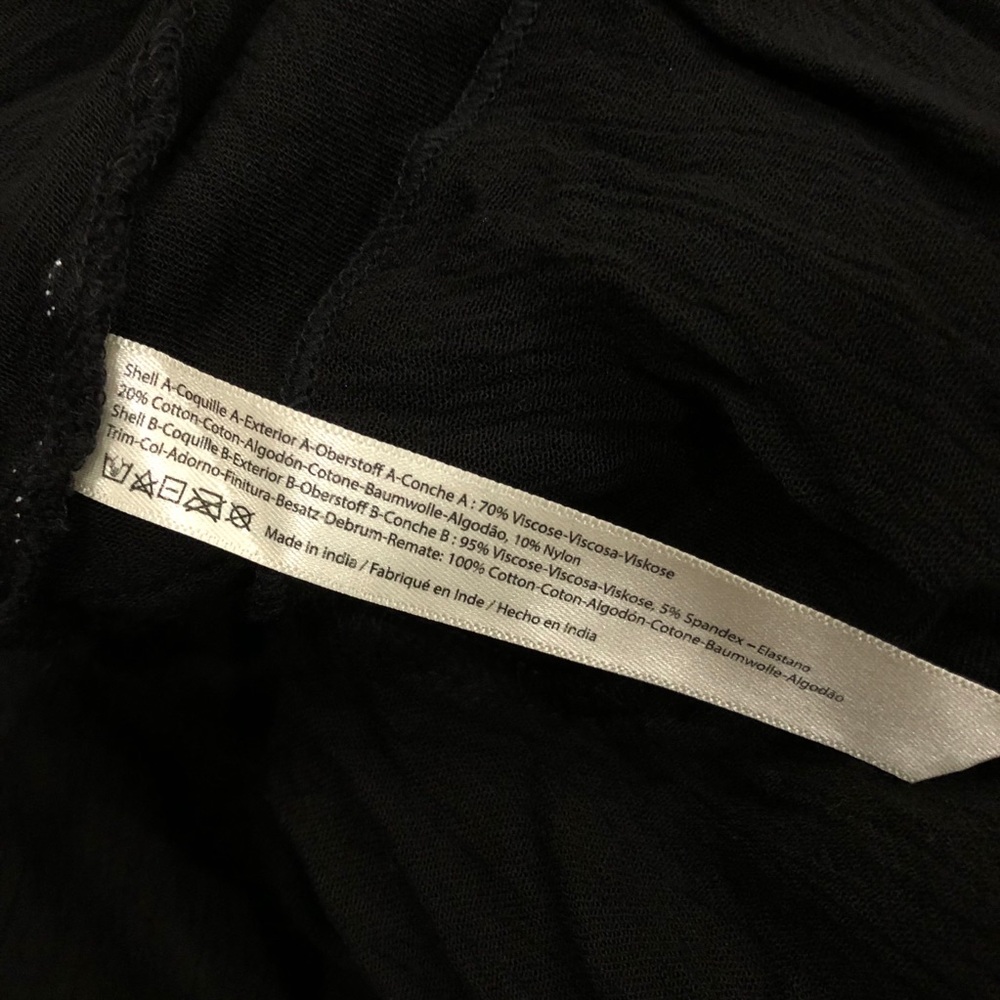 Shell A-Coquille A-Exterior A-Oberstoff A-Conche A : 70% Viscose-Viscosa-Viskose
20% Cotton-Coton-Algodón-Cotone-Baumwolle-Algodão, 10% Nylon
Shell B-Coquille B-Exterior B-Oberstoff B-Conche B : 95% Viscose-VIscosa-Viskose, 5% Spandex – Elastano
Trim-Col-Adorno-Finitura-Besatz-Debrum-Remate: 100% Cotton-Coton-Algodón-Cotone-Baumwolle-Algodão
Made in india / Fabriqué en Inde / Hecho en india